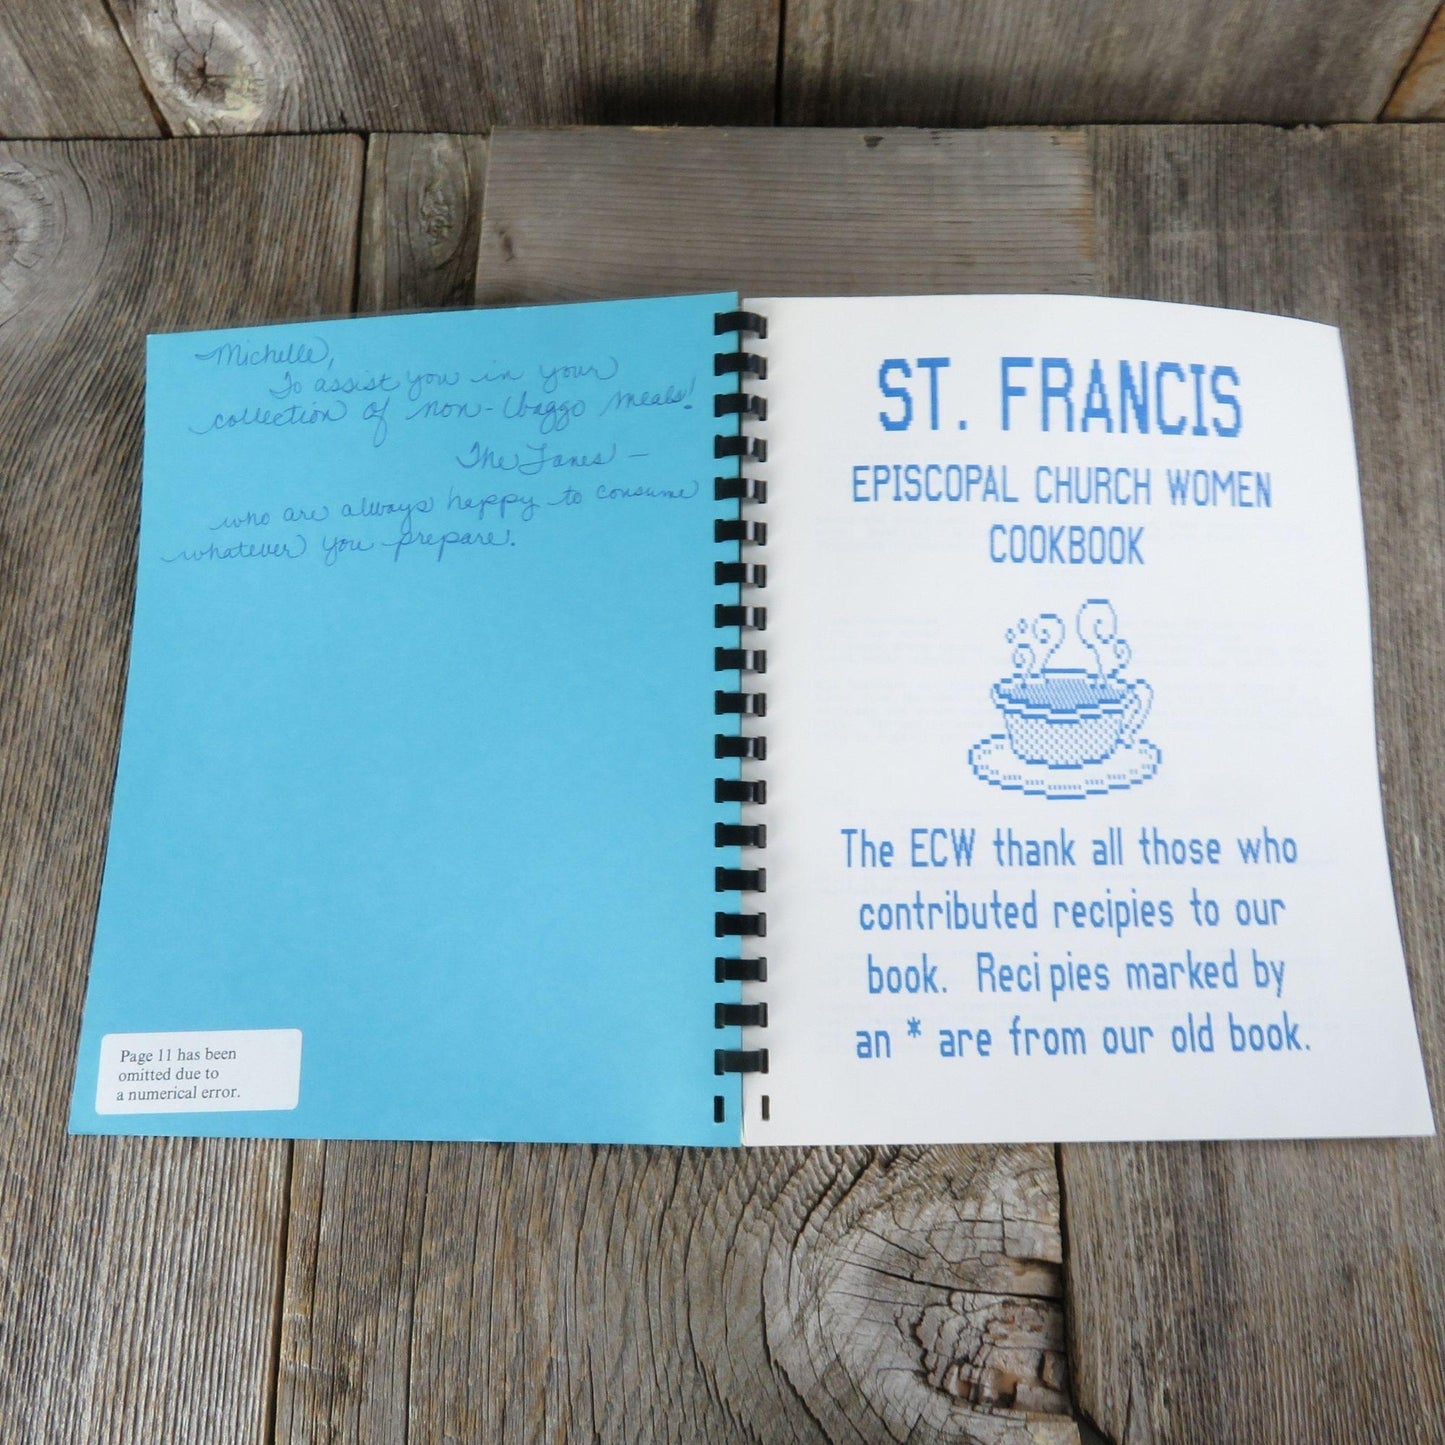 Michelle,
To assist you in your
collection of non-Ubaggo meals!
The Lanes —
who are always happy to consume
whatever you prepare!
Page 11 has been
omitted due to
a numerical error.
ST. FRANCIS
EPISCOPAL CHURCH WOMEN
COOKBOOK
The ECW thank all those who
contributed recipies to our
book. Recipies marked by
an * are from our old book.